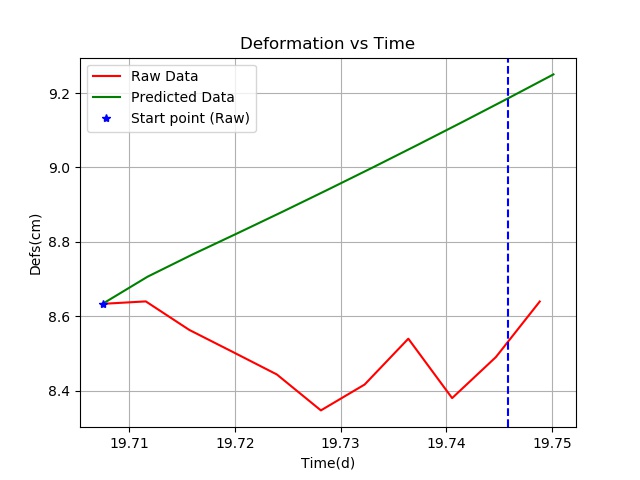 Deformation vs Time
Raw Data
Predicted Data
Start point (Raw)
Defs(cm)
9.2
9.0
8.8
8.6
8.4
19.71 19.72 19.73 19.74 19.75
Time(d)